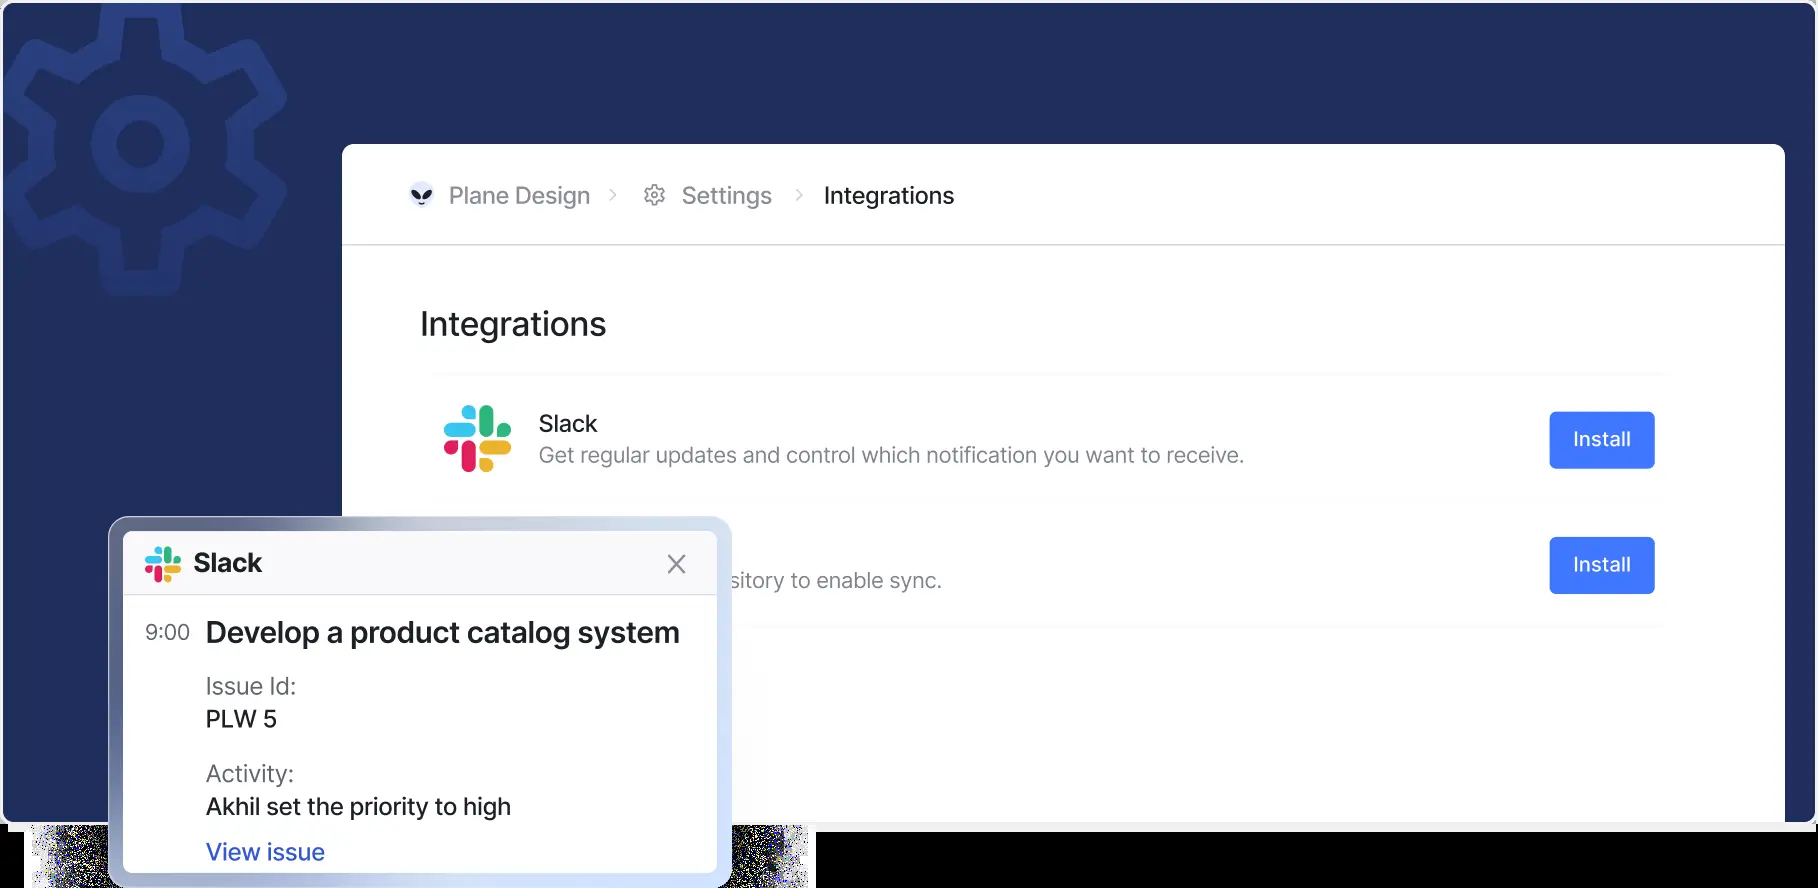 Plane Design > Settings > Integrations
Integrations
Slack
Get regular updates and control which notification you want to receive.
Install
sitory to enable sync.
Install
Slack
9:00 Develop a product catalog system
Issue Id:
PLW 5
Activity:
Akhil set the priority to high
View issue